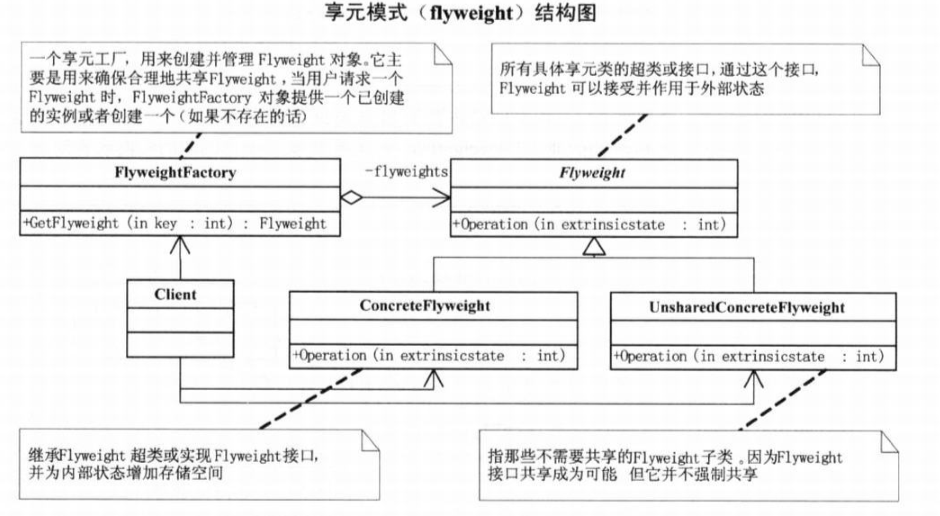 享元模式（flyweight）结构图
一个享元工厂，用来创建并管理 Flyweight 对象。它主
要是用来确保合理地共享Flyweight，当用户请求一个
Flyweight 时，FlyweightFactory 对象提供一个已创建
的实例或者创建一个（如果不存在的话）
所有具体享元类的超类或接口，通过这个接口，
Flyweight 可以接受并作用于外部状态
FlyweightFactory
+GetFlyweight (in key : int) : Flyweight
-flyweights
Flyweight
+Operation (in extrinsicstate : int)
Client
ConcreteFlyweight
+Operation (in extrinsicstate : int)
UnsharedConcreteFlyweight
+Operation (in extrinsicstate : int)
继承Flyweight 超类或实现 Flyweight接口，
并为内部状态增加存储空间
指那些不需要共享的Flyweight 子类。因为Flyweight
接口共享成为可能 但它并不强制共享